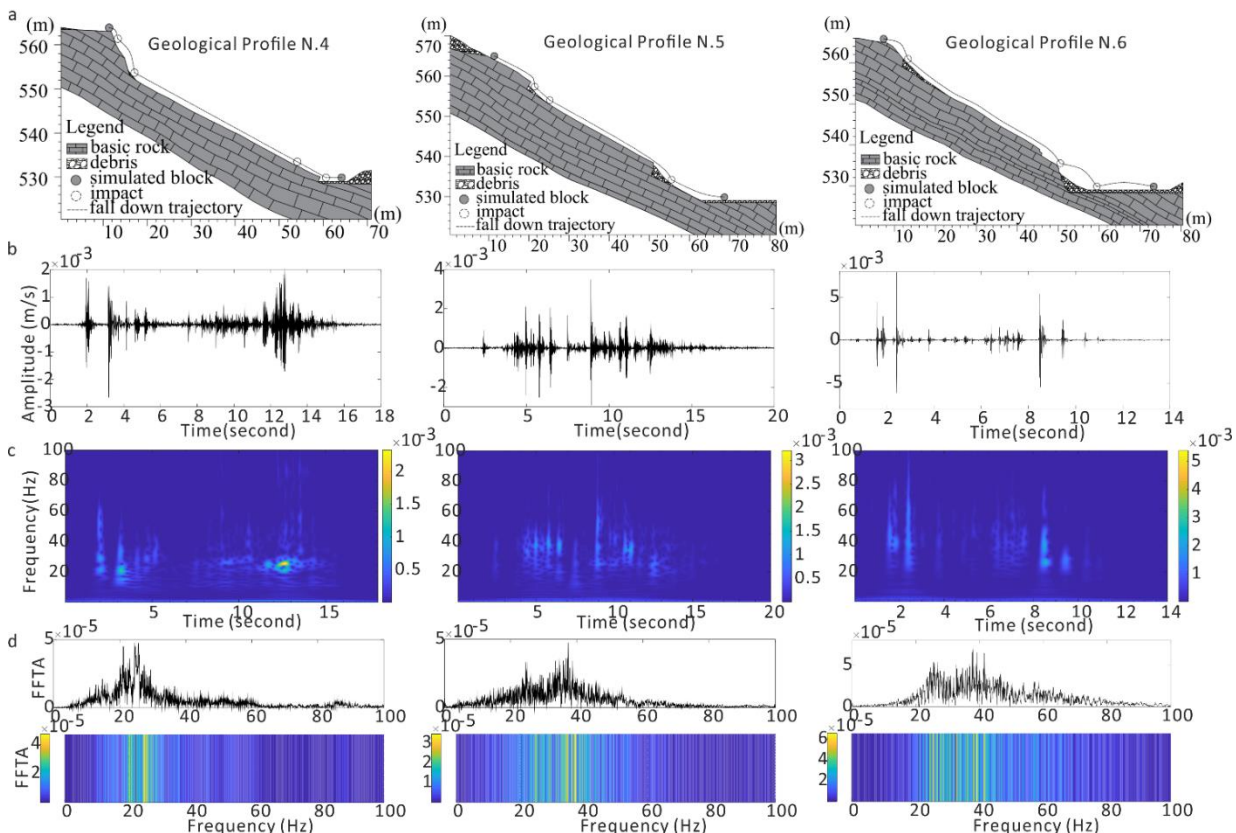 a
(m)
Geological Profile N.4
560
550
540
530
Legend
basic rock
debris
simulated block
impact
fall down trajectory
10 20 30 40 50 60 70
(m)
(m)
Geological Profile N.5
570
560
550
540
530
520
Legend
basic rock
debris
simulated block
impact
fall down trajectory
10 20 30 40 50 60 70 80
(m)
(m)
Geological Profile N.6
560
550
540
530
Legend
basic rock
debris
simulated block
impact
fall down trajectory
10 20 30 40 50 60 70 80
(m)
b
×10-3
Amplitude (m/s)
2
1
0
-1
-2
-3
0 2 4 6 8 10 12 14 16 18
Time(second)
×10-3
4
2
0
-2
0 5 10 15 20
Time(second)
×10-3
5
0
-5
0 2 4 6 8 10 12 14
Time(second)
c
Frequency(Hz)
100
80
60
40
20
5 10 15
Time (second)
×10-3
2
1.5
1
0.5
100
80
60
40
20
5 10 15 20
Time (second)
×10-3
3
2.5
2
1.5
1
0.5
100
80
60
40
20
2 4 6 8 10 12 14
Time (second)
×10-3
5
4
3
2
1
d
×10-5
FFTA
5
0
0 20 40 60 80 100
×10-5
5
0
0 20 40 60 80 100
×10-5
5
0
0 20 40 60 80 100
×10-5
FFTA
4
2
0 20 40 60 80 100
Frequency (Hz)
×10-5
3
2
1
0 20 40 60 80 100
Frequency (Hz)
×10-5
6
4
2
0 20 40 60 80 100
Frequency (Hz)